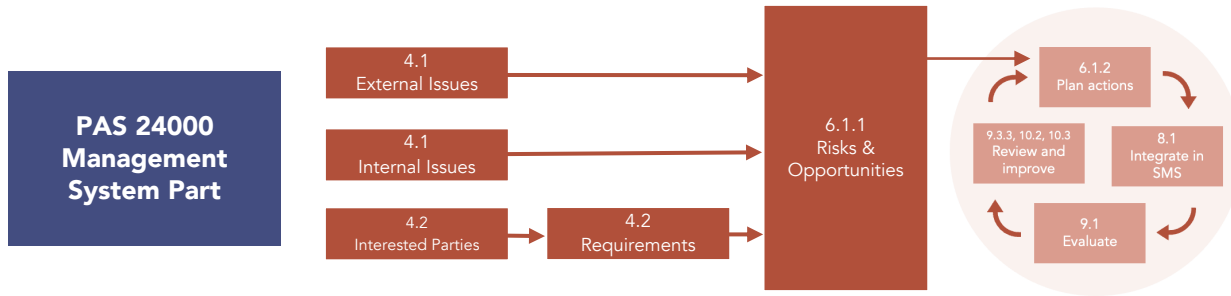 PAS 24000
Management
System Part
4.1
External Issues
4.1
Internal Issues
4.2
Interested Parties
4.2
Requirements
6.1.1
Risks &
Opportunities
6.1.2
Plan actions
8.1
Integrate in
SMS
9.1
Evaluate
9.3.3, 10.2, 10.3
Review and
improve